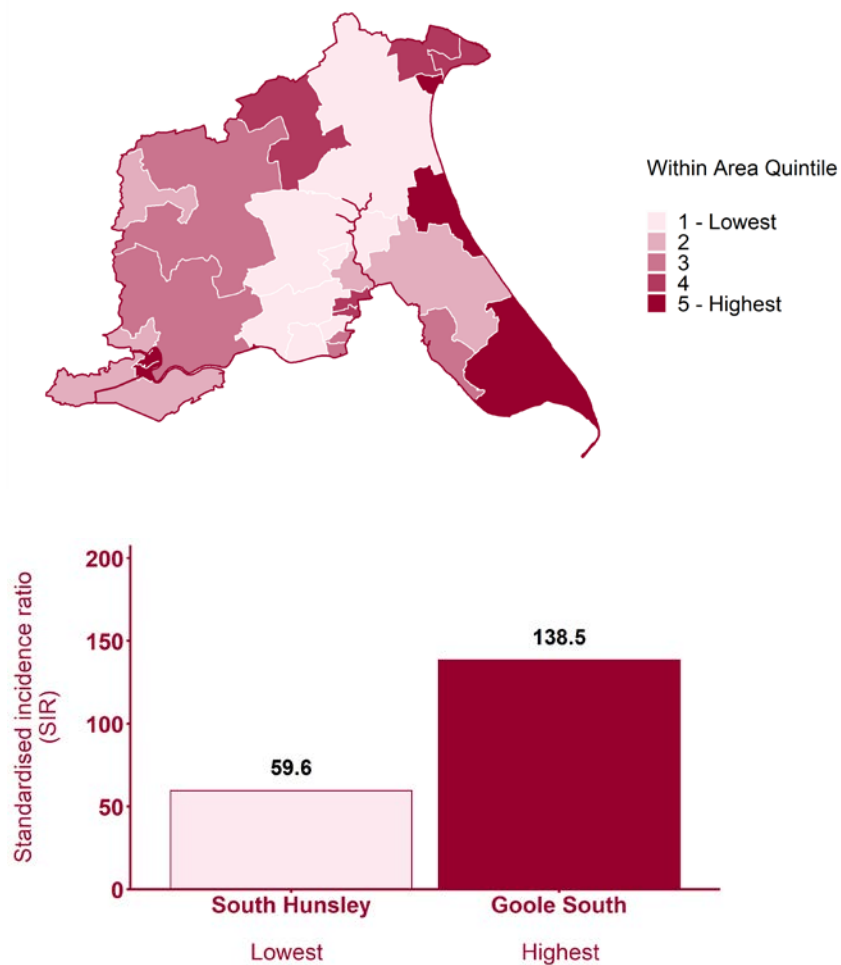 Within Area Quintile
1 - Lowest
2
3
4
5 - Highest
Standardised incidence ratio
(SIR)
200
150
100
50
0
59.6
138.5
South Hunsley
Goole South
Lowest
Highest